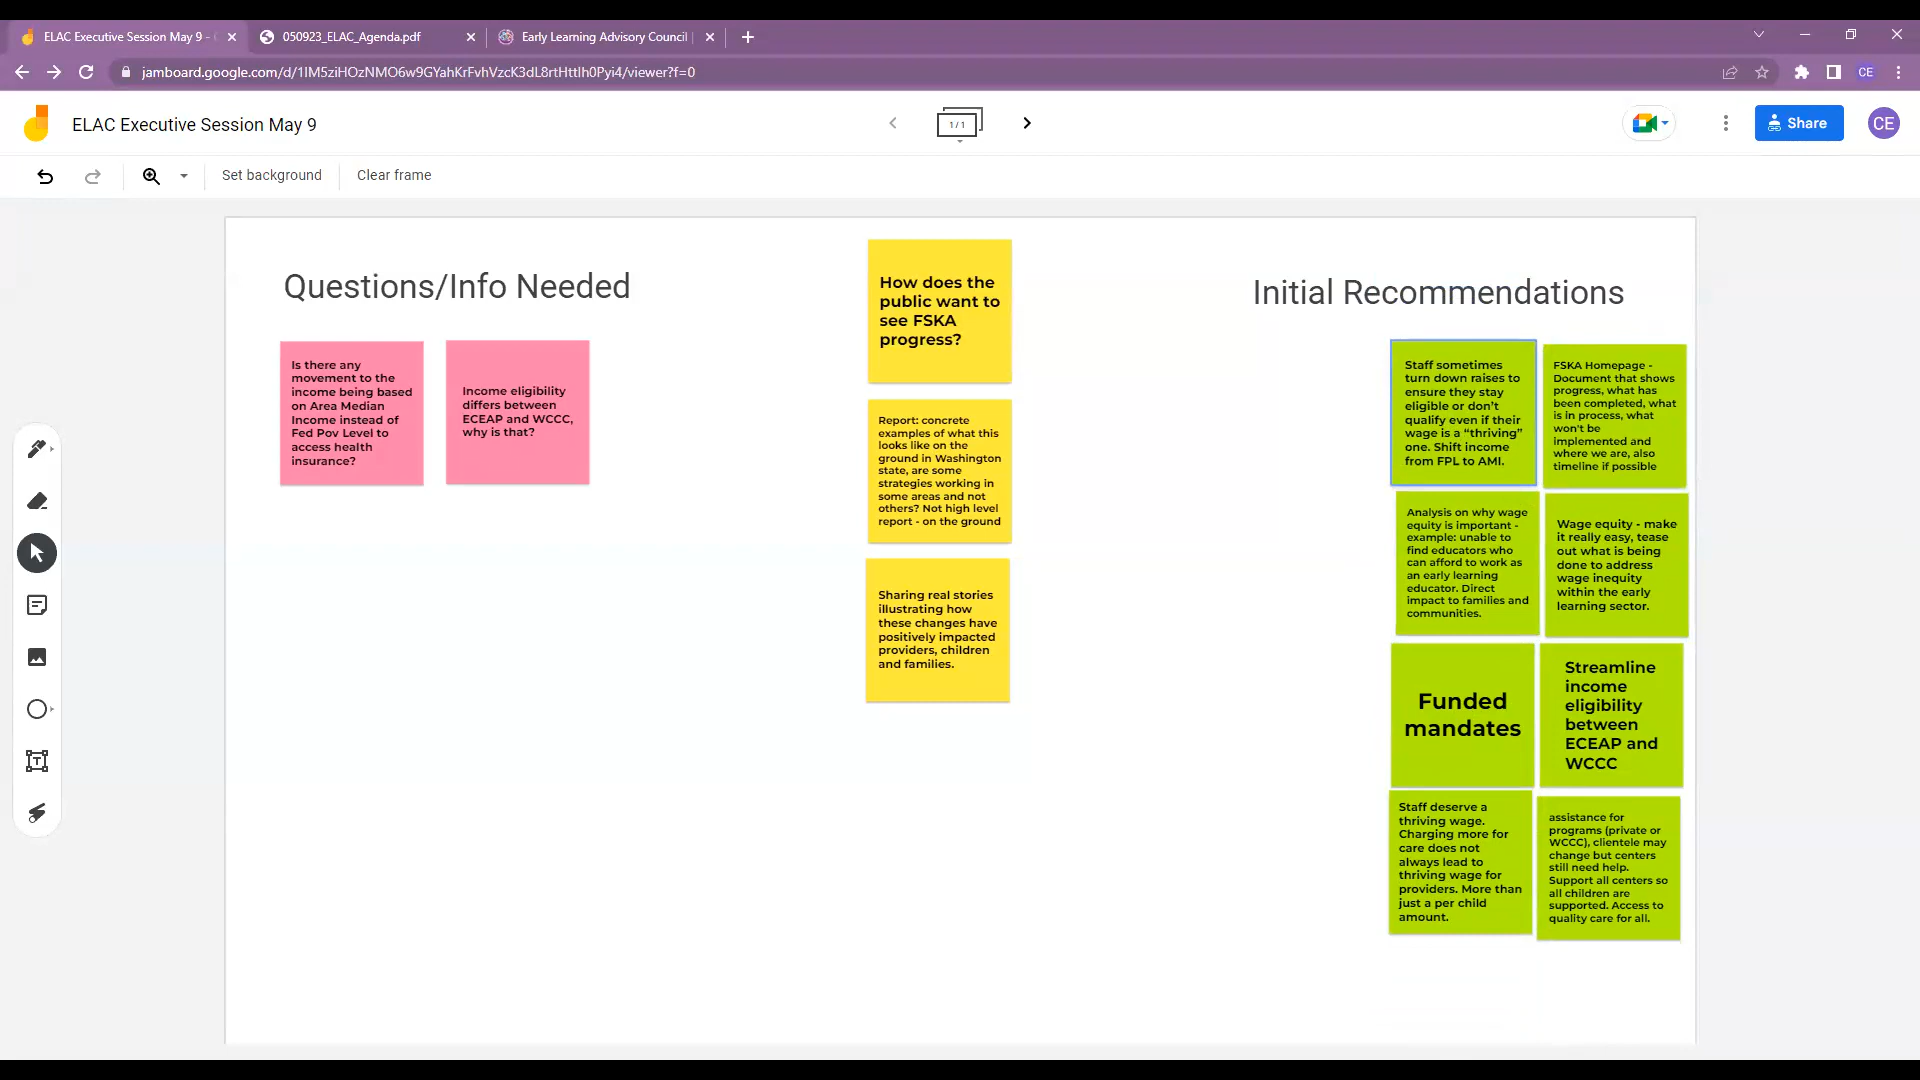 ELAC Executive Session May 9 -
050923_ELAC_Agenda.pdf
Early Learning Advisory Council |
jamboard.google.com/d/1IM5ziHOzNMO6w9GYahKrFvhVzcK3dL8rtHttlh0Pyi4/viewer?f=0
CE
ELAC Executive Session May 9
1 / 1
Share
CE
Set background
Clear frame
Questions/Info Needed
Is there any
movement to the
income being based
on Area Median
Income instead of
Fed Pov Level to
access health
insurance?
Income eligibility
differs between
ECEAP and WCCC,
why is that?
How does the
public want to
see FSKA
progress?
Report: concrete
examples of what this
looks like on the
ground in Washington
state, are some
strategies working in
some areas and not
others? Not high level
report - on the ground
Sharing real stories
illustrating how
these changes have
positively impacted
providers, children
and families.
Initial Recommendations
Staff sometimes
turn down raises to
ensure they stay
eligible or don't
qualify even if their
wage is a “thriving”
one. Shift income
from FPL to AMI.
FSKA Homepage -
Document that shows
progress, what has
been completed, what
is in process, what
won't be
implemented and
where we are, also
timeline if possible
Analysis on why wage
equity is important -
example: unable to
find educators who
can afford to work as
an early learning
educator. Direct
impact to families and
communities.
Wage equity - make
it really easy, tease
out what is being
done to address
wage inequity
within the early
learning sector.
Funded
mandates
Streamline
income
eligibility
between
ECEAP and
WCCC
Staff deserve a
thriving wage.
Charging more for
care does not
always lead to
thriving wage for
providers. More than
just a per child
amount.
assistance for
programs (private or
WCCC), clientele may
change but centers
still need help.
Support all centers so
all children are
supported. Access to
quality care for all.